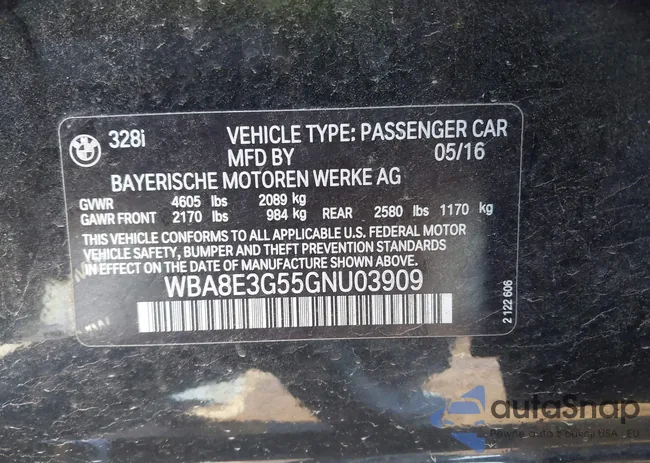 328i VEHICLE TYPE: PASSENGER CAR
MFD BY 05/16
BAYERISCHE MOTOREN WERKE AG
GVWR 4605 lbs 2089 kg
GAWR FRONT 2170 lbs 984 kg REAR 2580 lbs 1170 kg
THIS VEHICLE CONFORMS TO ALL APPLICABLE U.S. FEDERAL MOTOR
VEHICLE SAFETY, BUMPER AND THEFT PREVENTION STANDARDS
IN EFFECT ON THE DATE OF MANUFACTURE SHOWN ABOVE.
WBA8E3G55GNU03909
2 122 606
autoSnap